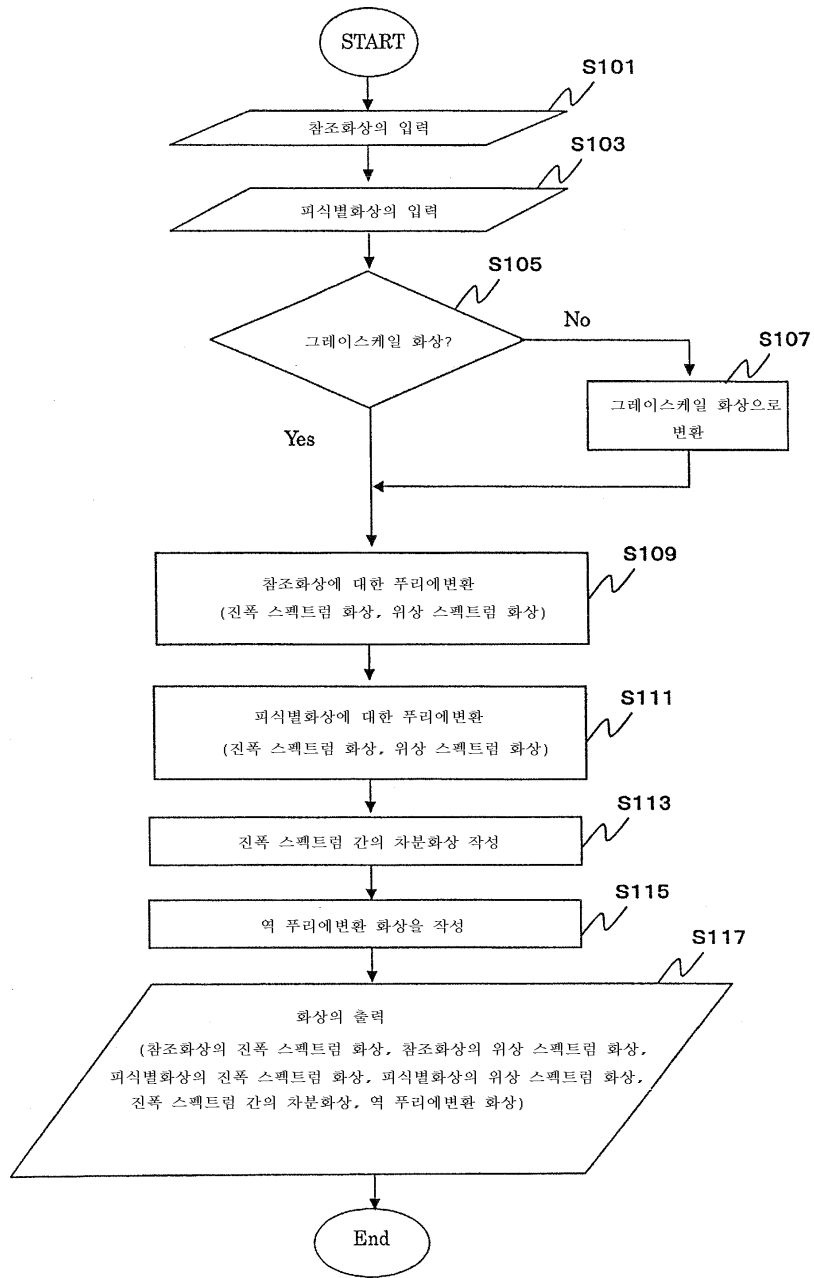 START
S101
참조화상의 입력
S103
피식별화상의 입력
S105
그레이스케일 화상?
No
S107
그레이스케일 화상으로
변환
Yes
S109
참조화상에 대한 푸리에변환
(진폭 스펙트럼 화상, 위상 스펙트럼 화상)
S111
피식별화상에 대한 푸리에변환
(진폭 스펙트럼 화상, 위상 스펙트럼 화상)
S113
진폭 스펙트럼 간의 차분화상 작성
S115
역 푸리에변환 화상을 작성
S117
화상의 출력
(참조화상의 진폭 스펙트럼 화상, 참조화상의 위상 스펙트럼 화상,
피식별화상의 진폭 스펙트럼 화상, 피식별화상의 위상 스펙트럼 화상,
진폭 스펙트럼 간의 차분화상, 역 푸리에변환 화상)
End